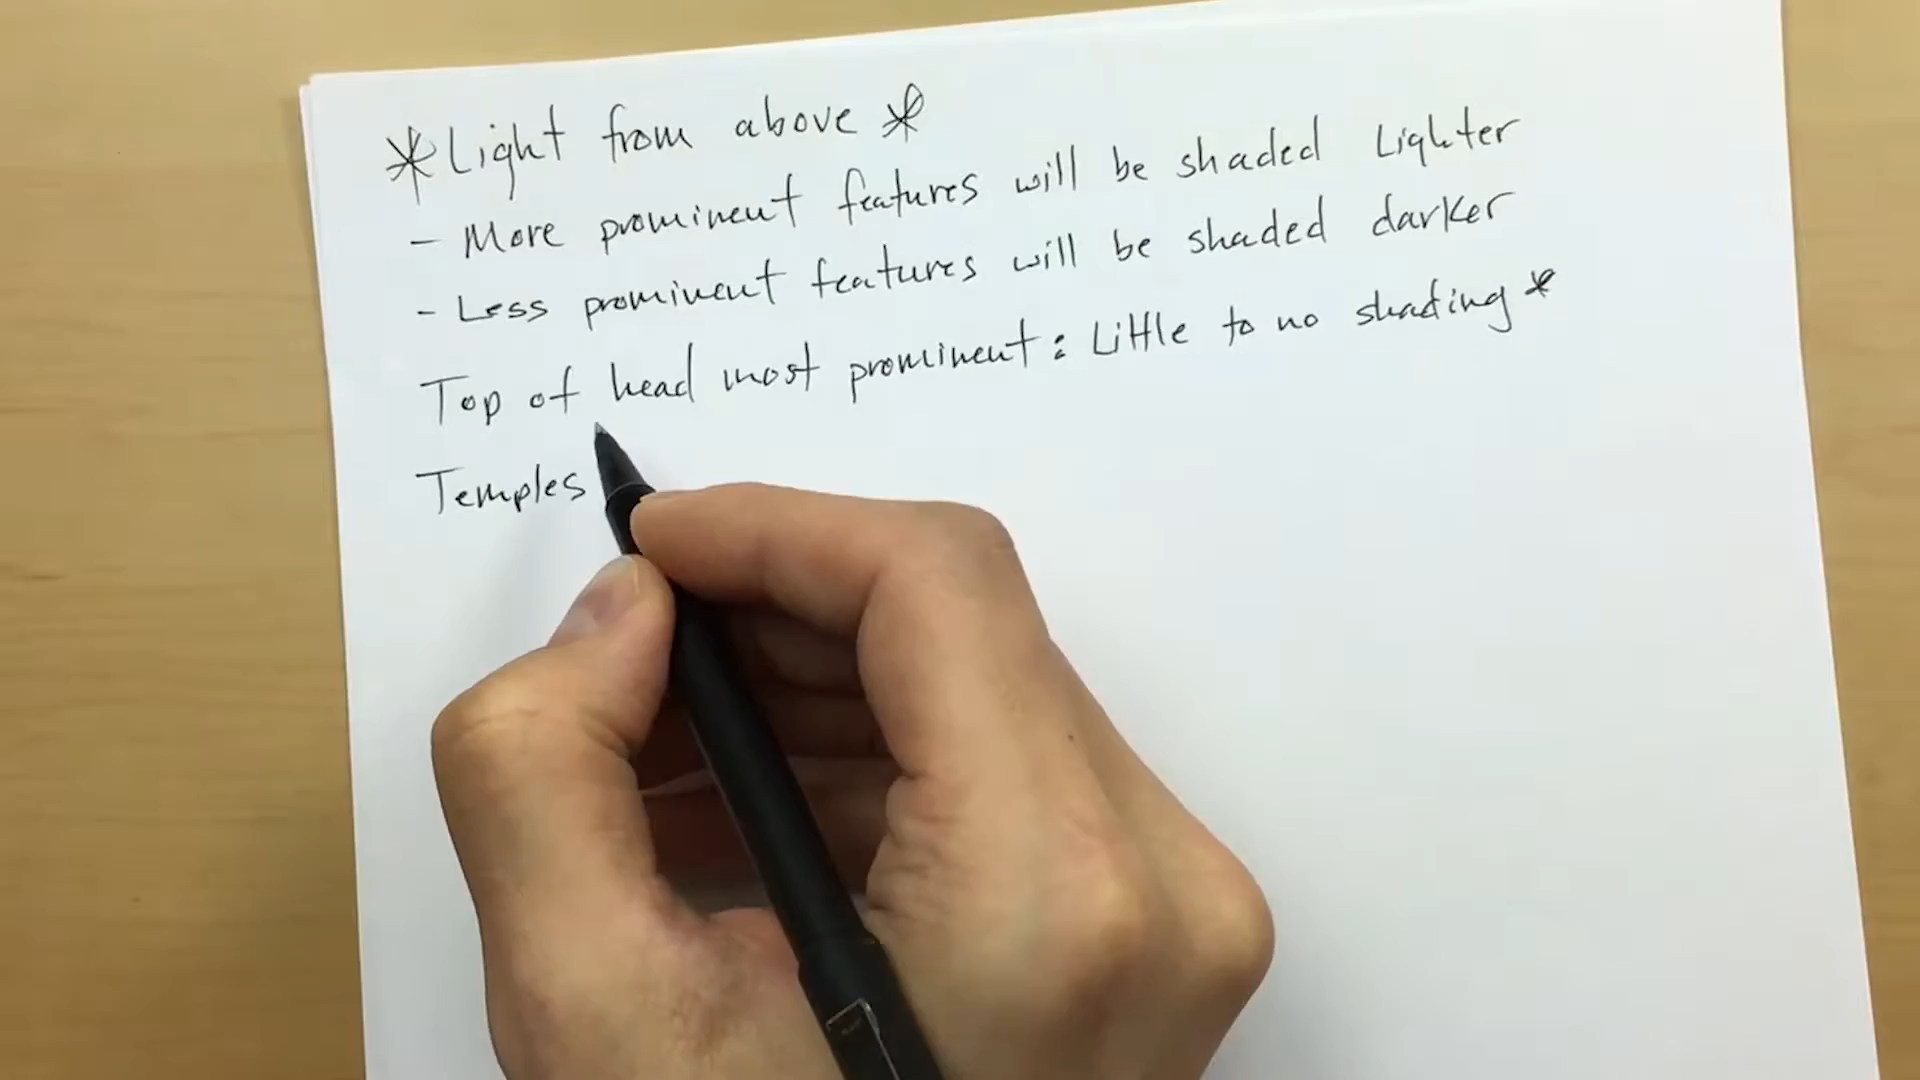 *Light from above*
- More prominent features will be shaded Lighter
- Less prominent features will be shaded darker
Top of head most prominent: Little to no shading*
Temples